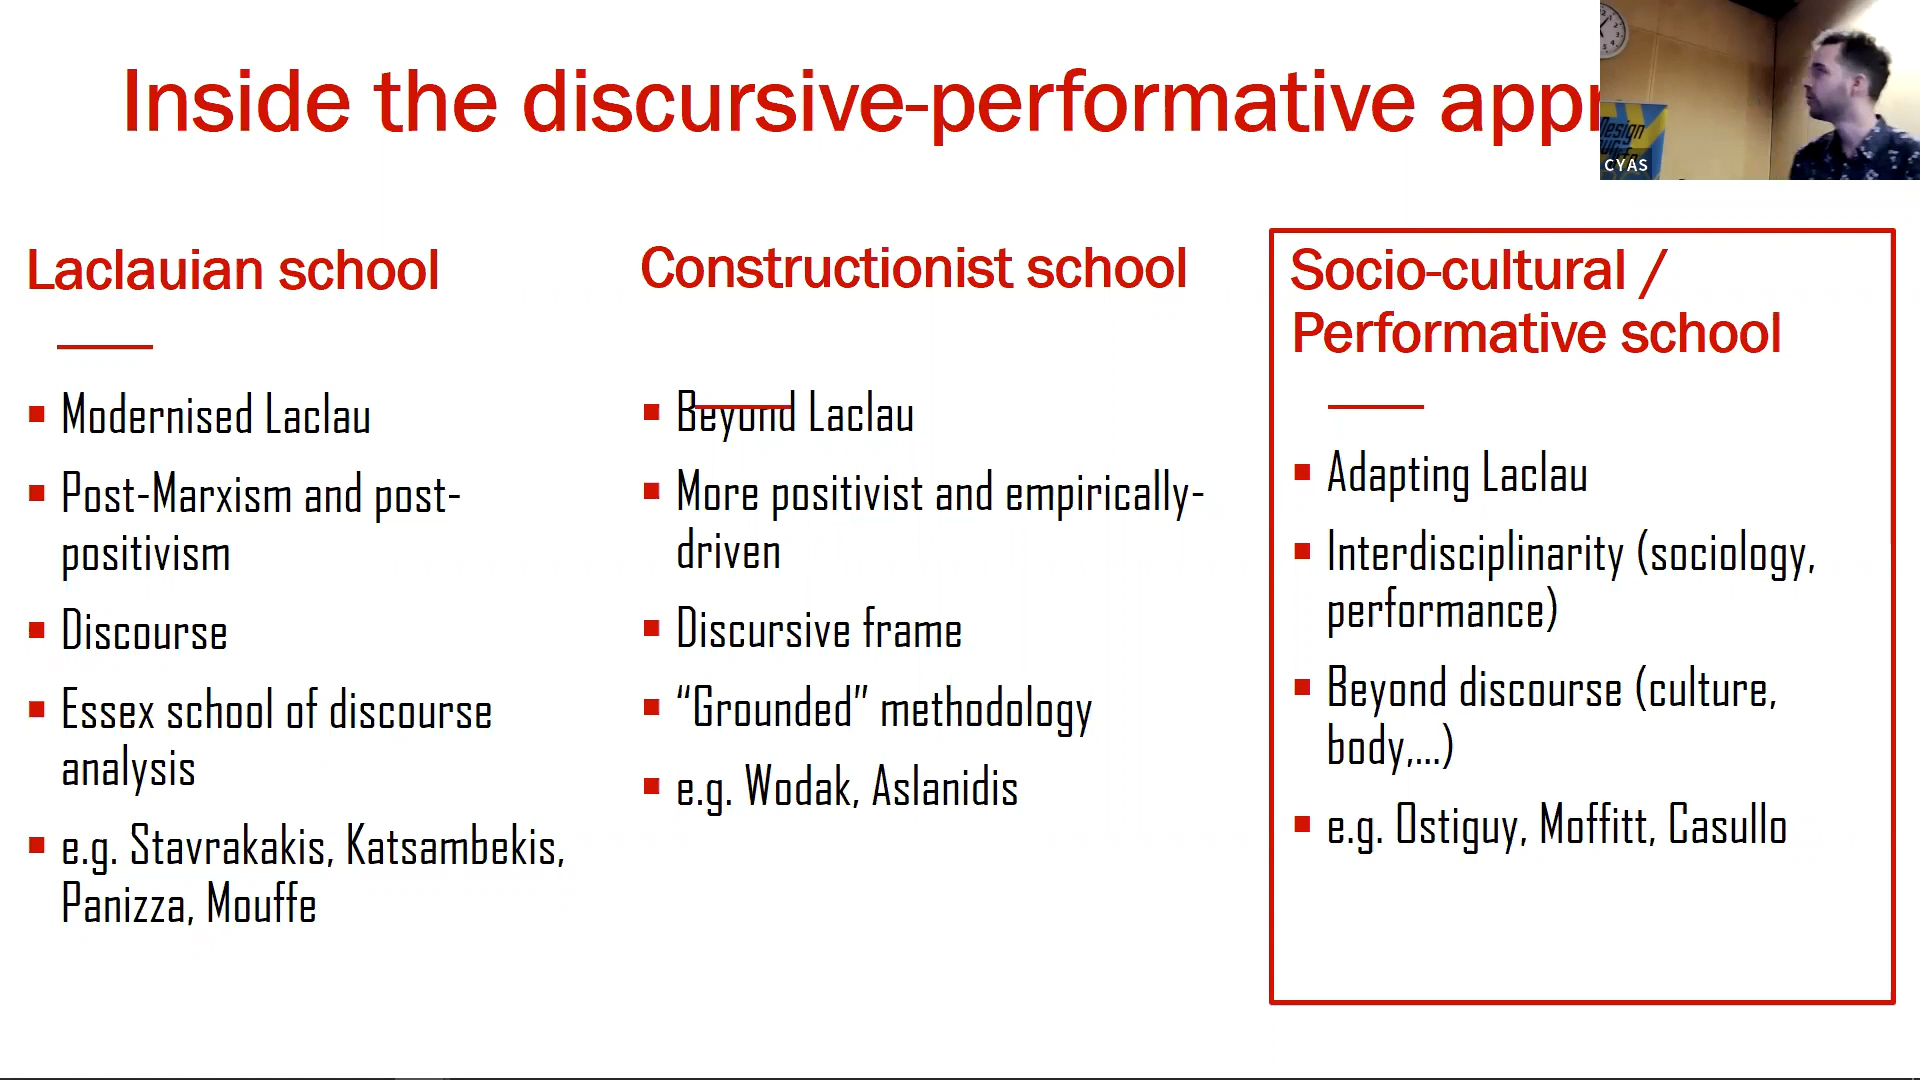 Inside the discursive-performative appr
Design
CYAS
Laclauian school
▪ Modernised Laclau
▪ Post-Marxism and post-
positivism
▪ Discourse
▪ Essex school of discourse
analysis
▪ e.g. Stavrakakis, Katsambekis,
Panizza, Mouffe
Constructionist school
▪ Beyond Laclau
▪ More positivist and empirically-
driven
▪ Discursive frame
▪ “Grounded” methodology
▪ e.g. Wodak, Aslanidis
Socio-cultural /
Performative school
▪ Adapting Laclau
▪ Interdisciplinarity (sociology,
performance)
▪ Beyond discourse (culture,
body,...)
▪ e.g. Ostiguy, Moffitt, Casullo